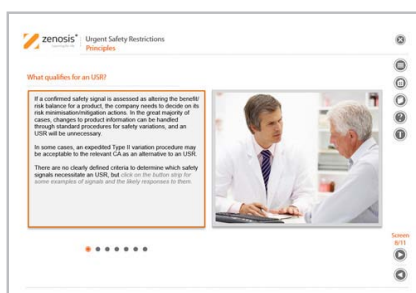 zenosis
Urgent Safety Restrictions
Principles
What qualifies for an USR?
If a confirmed safety signal is assessed as altering the benefit/
risk balance for a product, the company needs to decide on its
risk minimisation/mitigation actions. In the great majority of
cases, changes to product information can be handled
through standard procedures for safety variations, and an
USR will be unnecessary.
In some cases, an expedited Type II variation procedure may
be acceptable to the relevant CA as an alternative to an USR.
There are no clearly defined criteria to determine which safety
signals necessitate an USR, but click on the button strip for
some examples of signals and the likely responses to them.
Screen
8/11